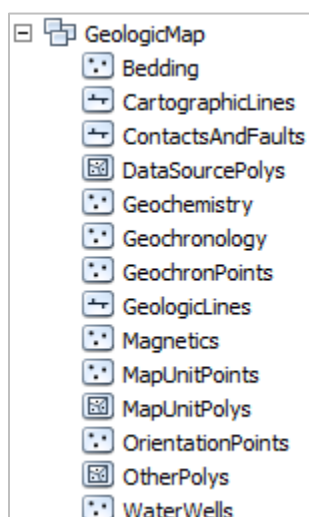 GeologicMap
Bedding
CartographicLines
ContactsAndFaults
DataSourcePolys
Geochemistry
Geochronology
GeochronPoints
GeologicLines
Magnetics
MapUnitPoints
MapUnitPolys
OrientationPoints
OtherPolys
WaterWells